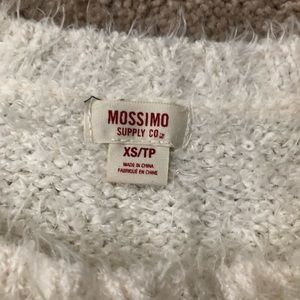 MOSSIMO
SUPPLY CO.
XS/TP
MADE IN CHINA
FABRIQUÉ EN CHINE